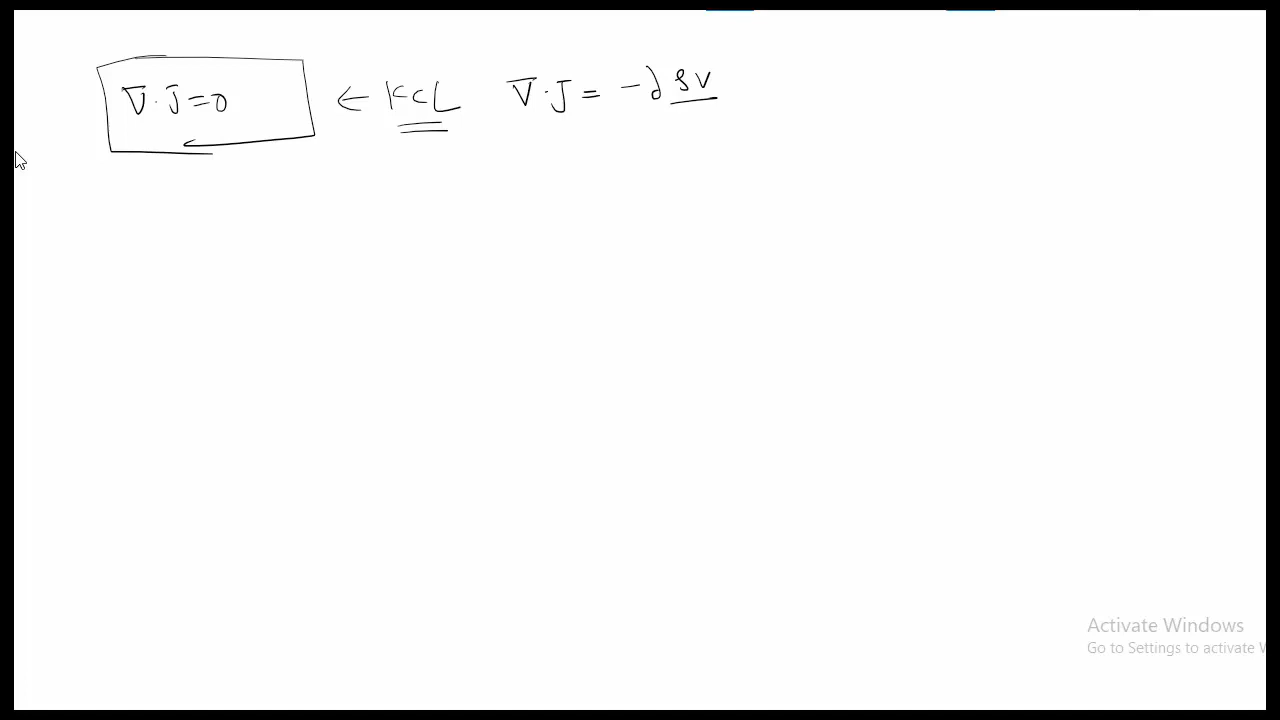 ∇·J=0 ← KCL ∇·J = -∂ρv
Activate Windows
Go to Settings to activate W